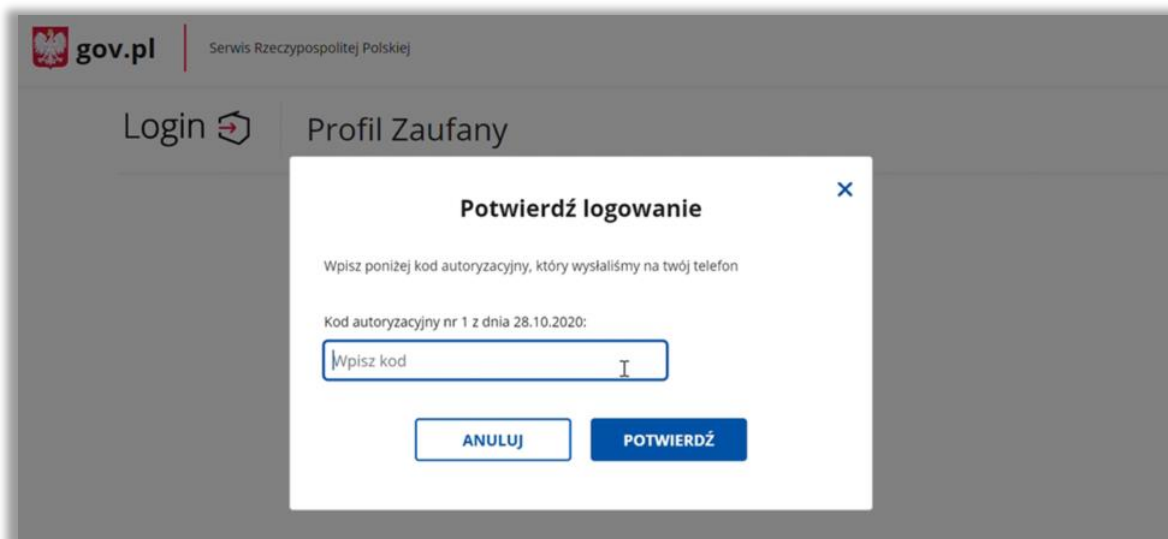 gov.pl
Serwis Rzeczypospolitej Polskiej
Login
Profil Zaufany
Potwierdź logowanie
Wpisz poniżej kod autoryzacyjny, który wysłaliśmy na twój telefon
Kod autoryzacyjny nr 1 z dnia 28.10.2020:
Wpisz kod
ANULUJ
POTWIERDŹ